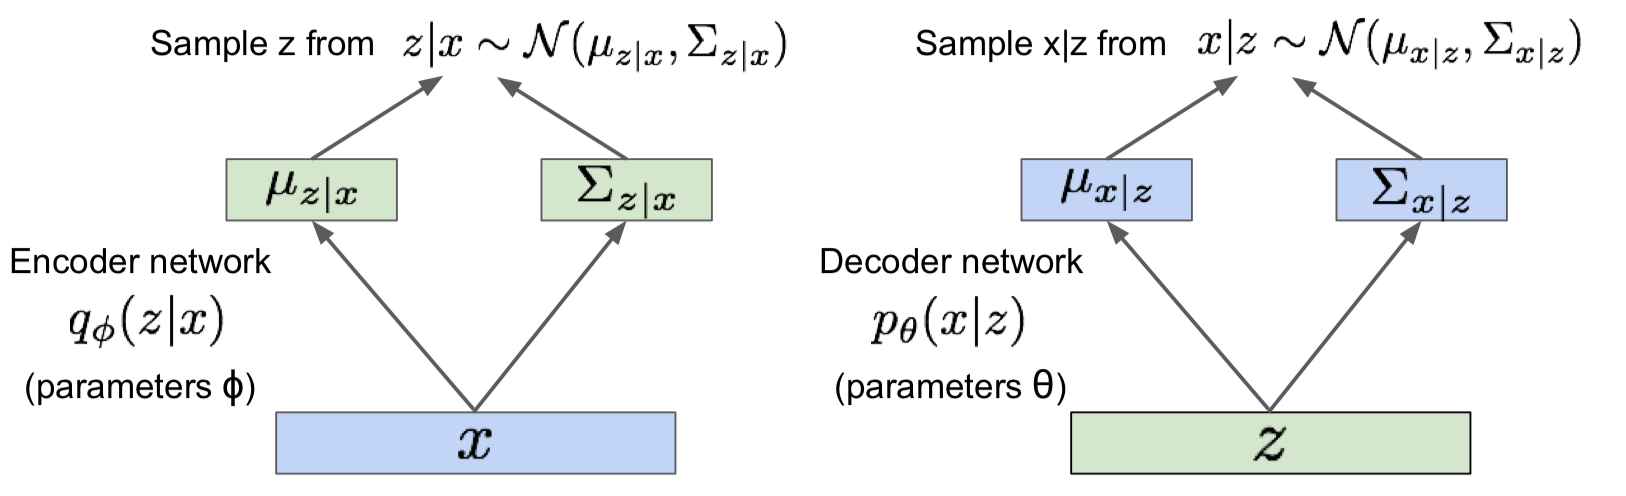 Sample z from z|x ∼ 𝒩(μ_{z|x}, Σ_{z|x})
μ_{z|x}
Σ_{z|x}
Encoder network
q_ϕ(z|x)
(parameters ϕ)
x
Sample x|z from x|z ∼ 𝒩(μ_{x|z}, Σ_{x|z})
μ_{x|z}
Σ_{x|z}
Decoder network
p_θ(x|z)
(parameters θ)
z